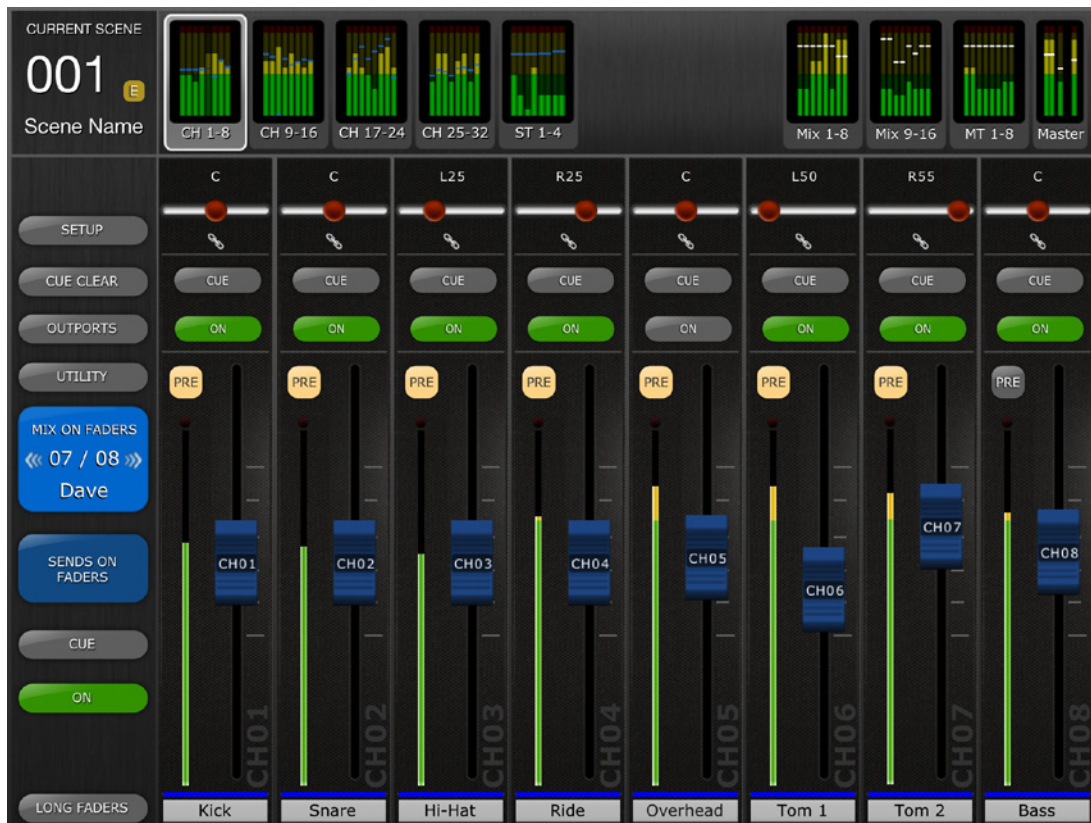 CURRENT SCENE
001 E
Scene Name
CH 1-8 CH 9-16 CH 17-24 CH 25-32 ST 1-4 Mix 1-8 Mix 9-16 MT 1-8 Master
C C L25 R25 C L50 R55 C
SETUP
CUE CLEAR
CUE CUE CUE CUE CUE CUE CUE CUE
OUTPORTS
ON ON ON ON ON ON ON ON
UTILITY
PRE PRE PRE PRE PRE PRE PRE PRE
MIX ON FADERS
07 / 08
Dave
SENDS ON
FADERS
CH01 CH02 CH03 CH04 CH05 CH06 CH07 CH08
CUE
ON
CH01 CH02 CH03 CH04 CH05 CH06 CH07 CH08
LONG FADERS
Kick Snare Hi-Hat Ride Overhead Tom 1 Tom 2 Bass